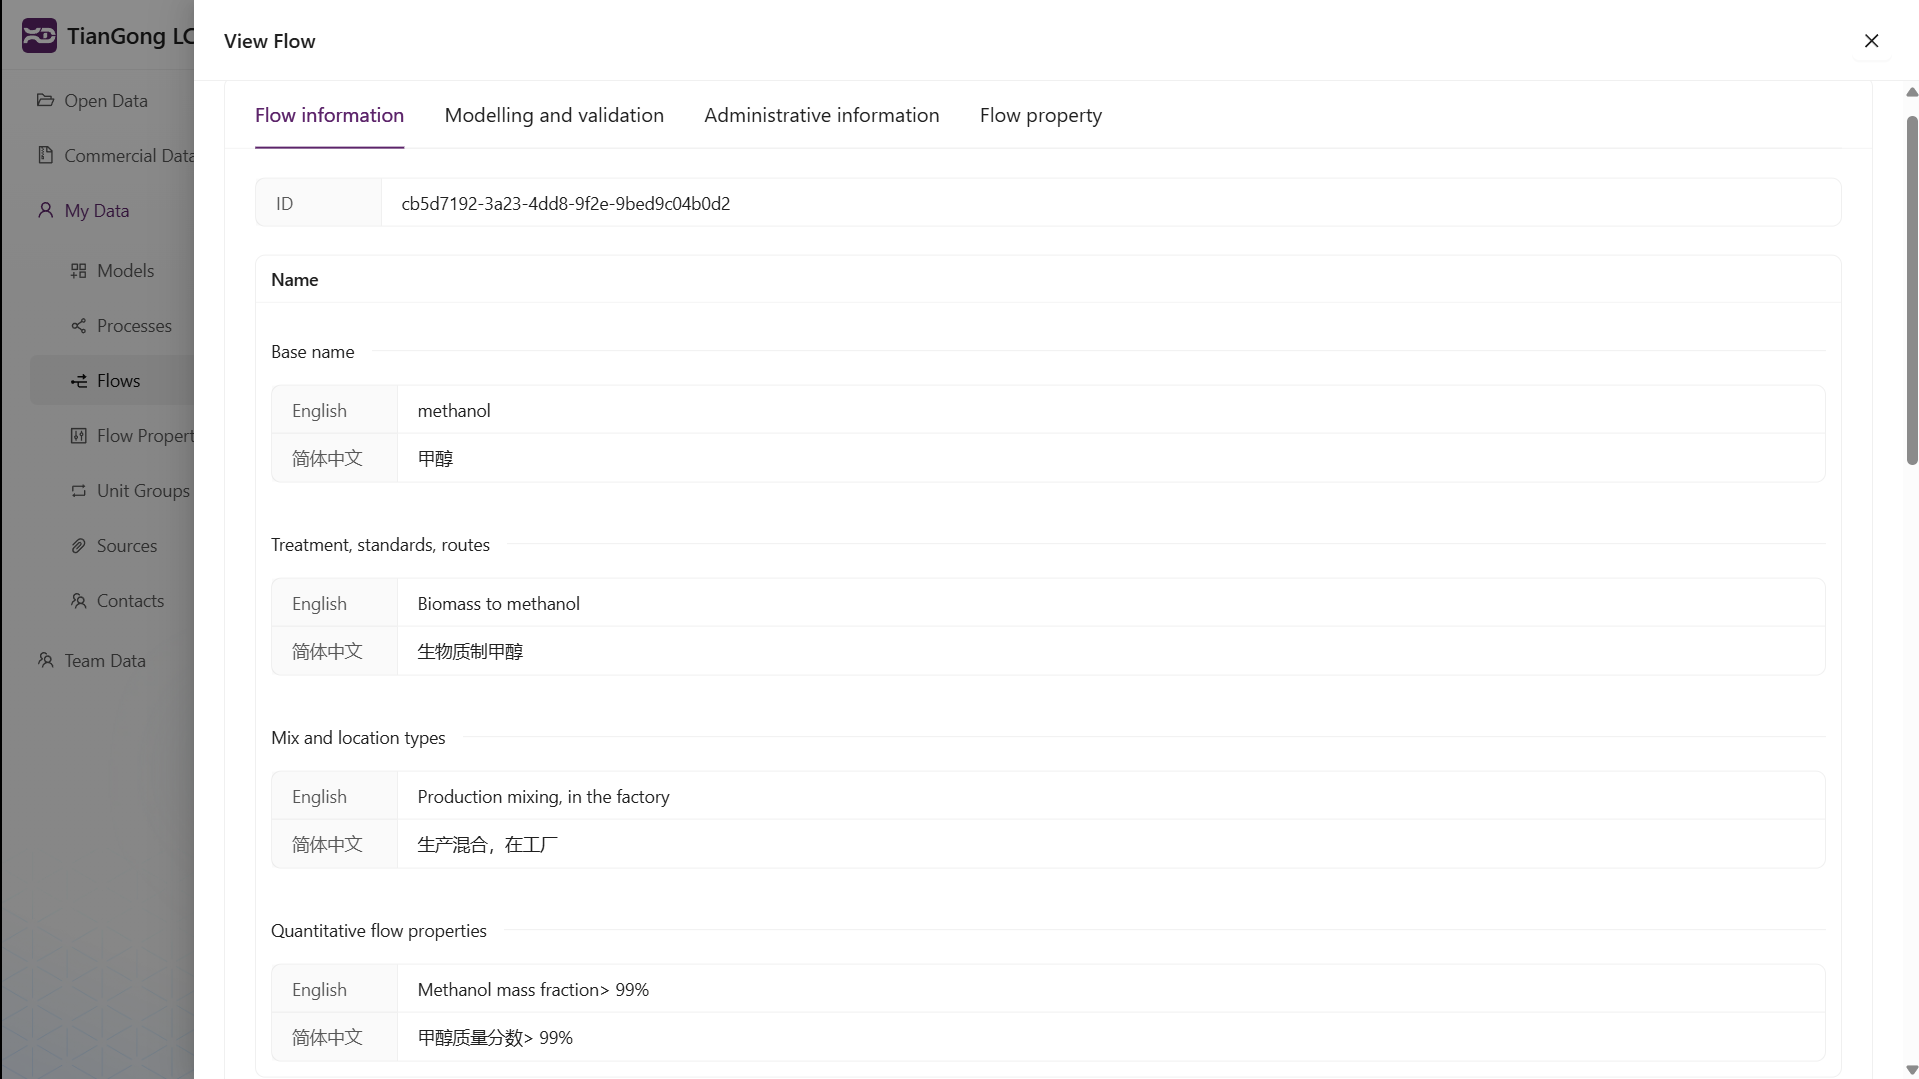 TianGong LC
View Flow
Open Data
Commercial Data
My Data
Models
Processes
Flows
Flow Propert
Unit Groups
Sources
Contacts
Team Data
Flow information
Modelling and validation
Administrative information
Flow property
ID
cb5d7192-3a23-4dd8-9f2e-9bed9c04b0d2
Name
Base name
English
methanol
简体中文
甲醇
Treatment, standards, routes
English
Biomass to methanol
简体中文
生物质制甲醇
Mix and location types
English
Production mixing, in the factory
简体中文
生产混合，在工厂
Quantitative flow properties
English
Methanol mass fraction> 99%
简体中文
甲醇质量分数> 99%